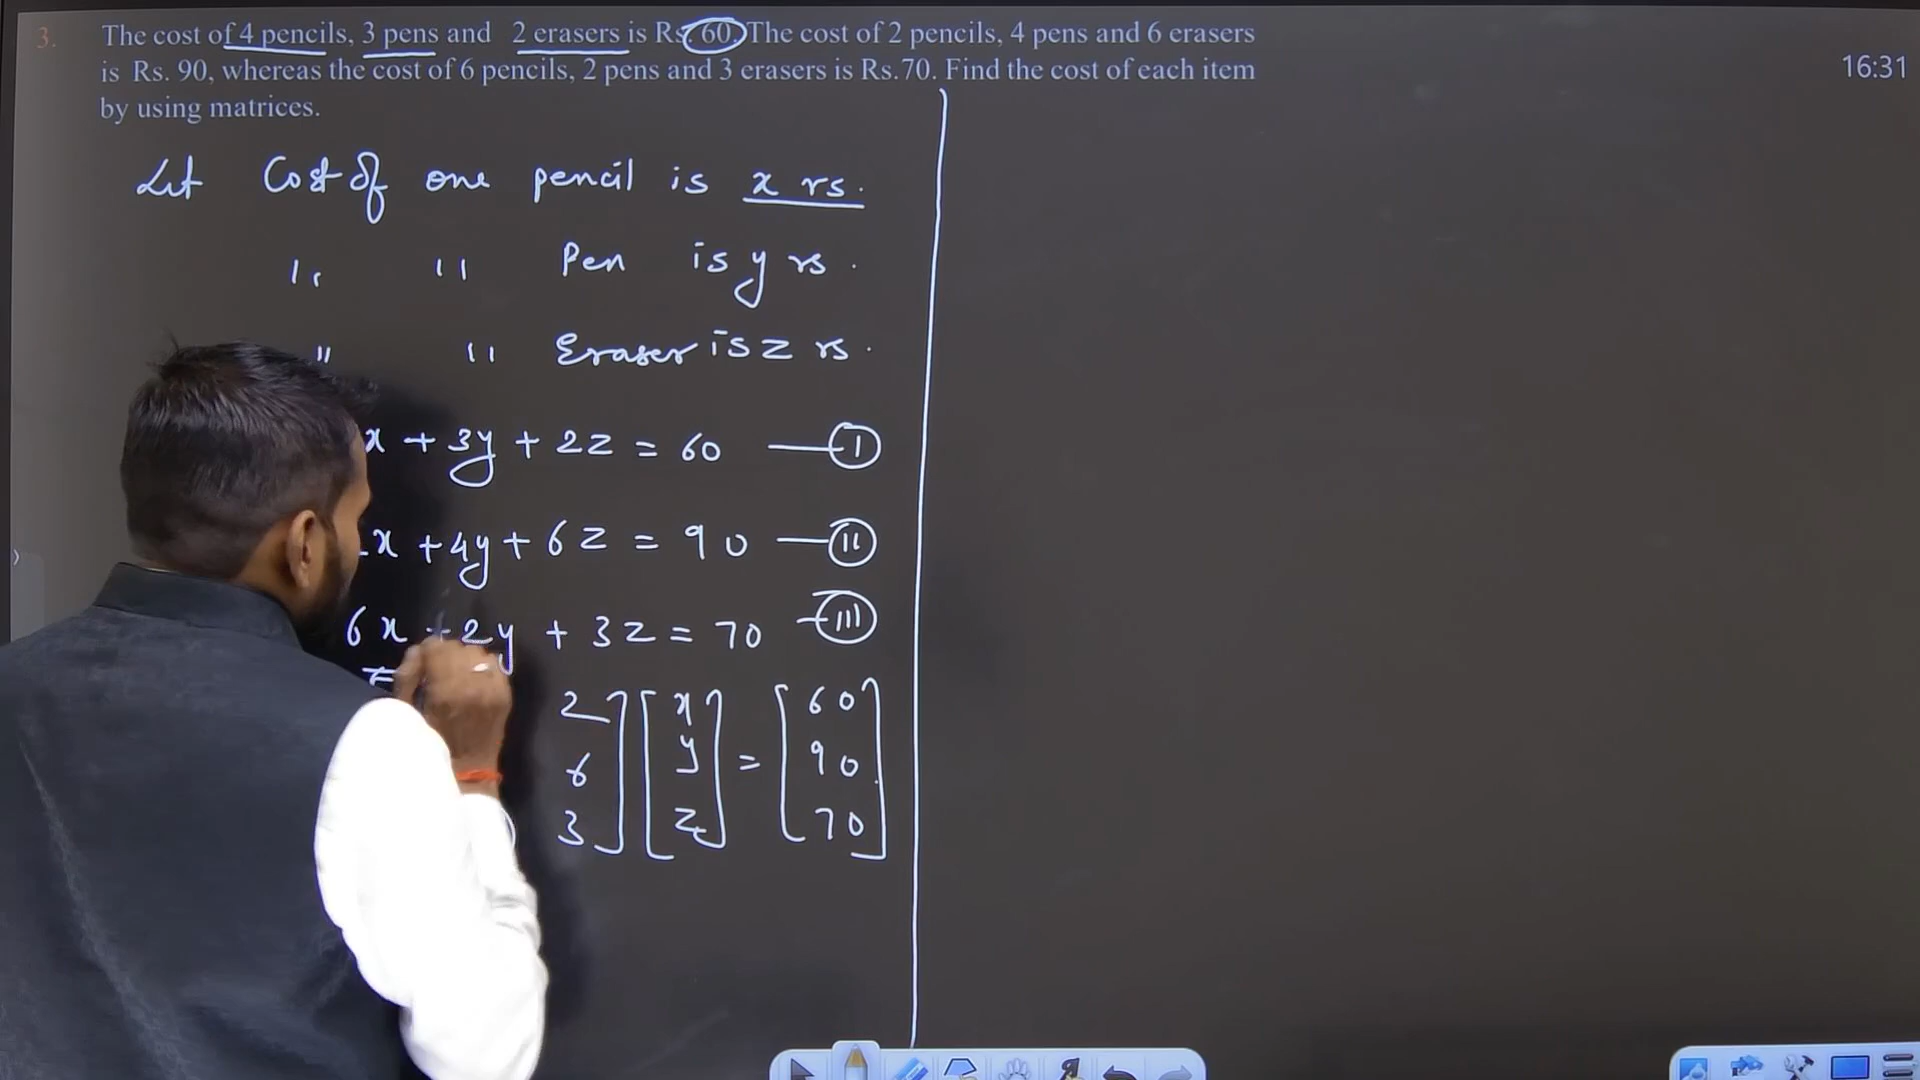 3. The cost of 4 pencils, 3 pens and 2 erasers is Rs. 60. The cost of 2 pencils, 4 pens and 6 erasers
is Rs. 90, whereas the cost of 6 pencils, 2 pens and 3 erasers is Rs.70. Find the cost of each item
by using matrices.
16:31
Let Cost of one pencil is x rs.
" " Pen is y rs.
" " Eraser is z rs.
x + 3y + 2z = 60 — I
x + 4y + 6z = 90 — II
6x + 2y + 3z = 70 — III
2 x 60
6 y = 90
3 z 70